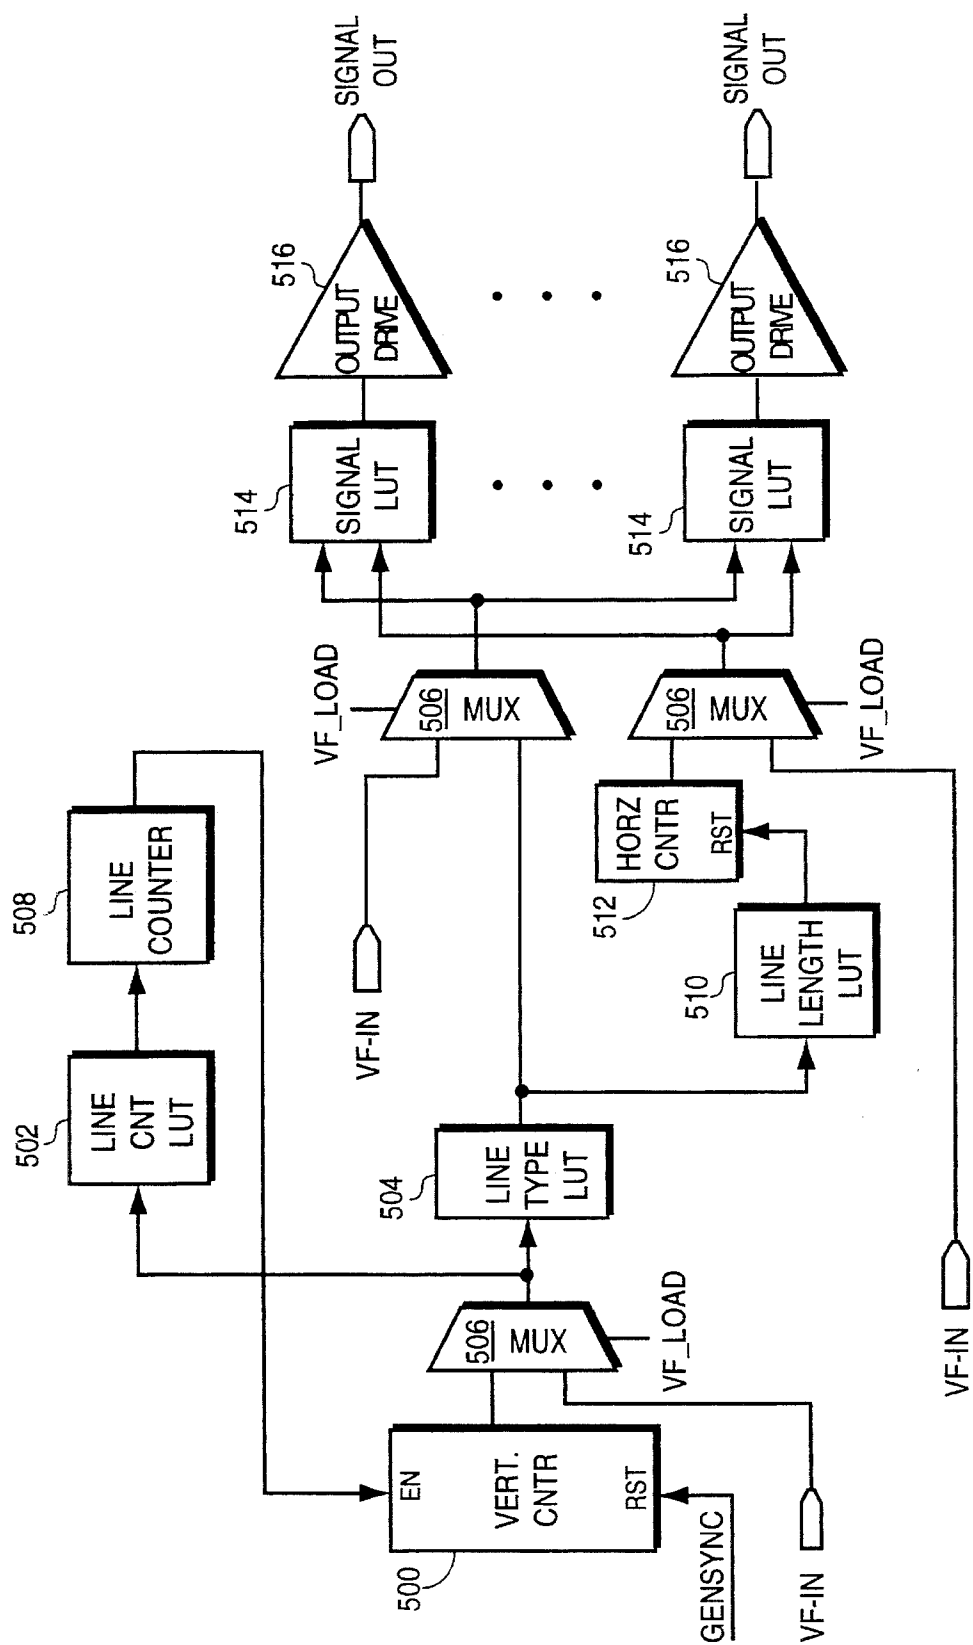 508
LINE
COUNTER
502
LINE
CNT
LUT
EN
VERT.
CNTR
RST
500
GENSYNC
VF-IN
506
MUX
VF_LOAD
504
LINE
TYPE
LUT
VF-IN
VF_LOAD
506
MUX
510
LINE
LENGTH
LUT
512
HORZ
CNTR
RST
VF-IN
506
MUX
VF_LOAD
514
SIGNAL
LUT
516
OUTPUT
DRIVE
SIGNAL
OUT
514
SIGNAL
LUT
516
OUTPUT
DRIVE
SIGNAL
OUT